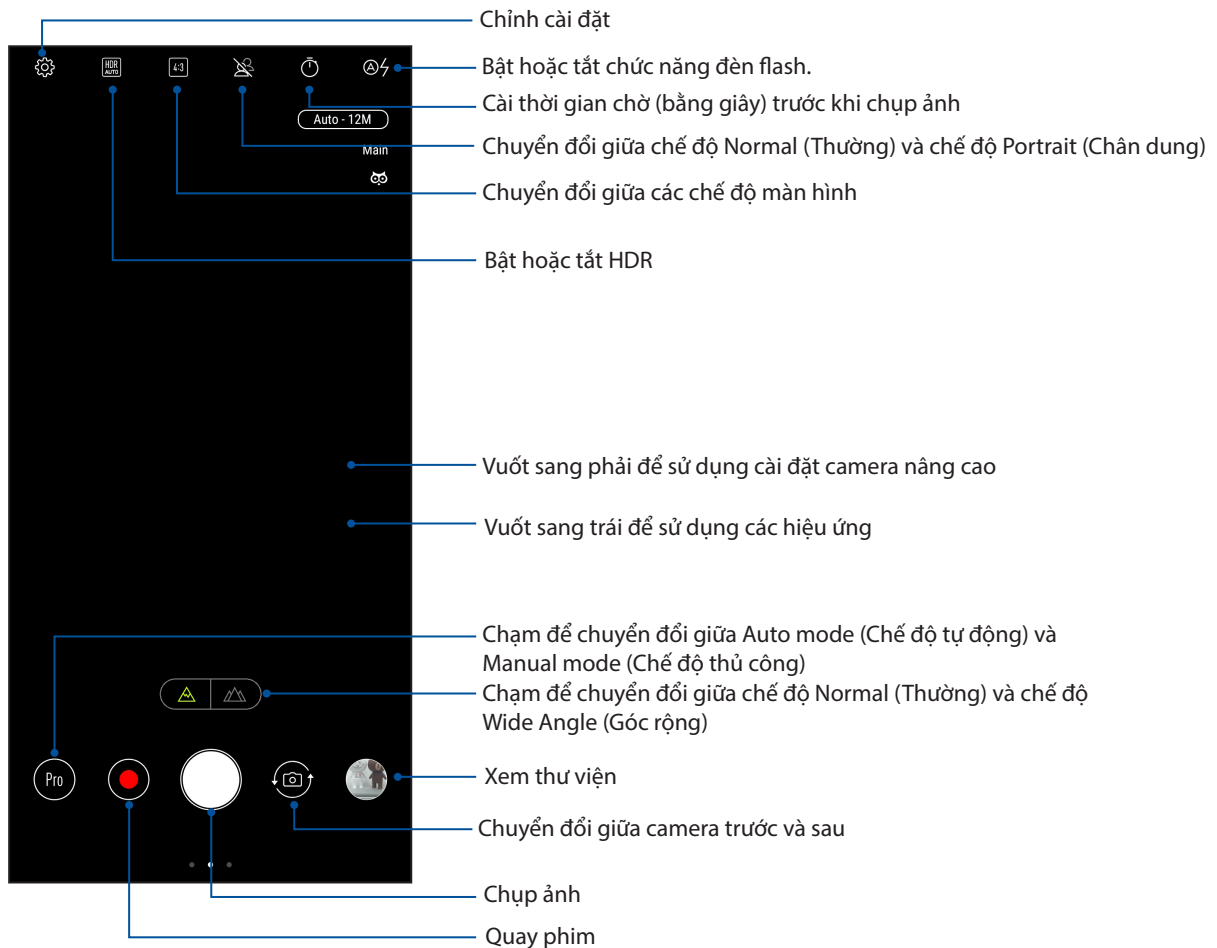 Chỉnh cài đặt
HDR
AUTO
4:3
A
Bật hoặc tắt chức năng đèn flash.
Cài thời gian chờ (bằng giây) trước khi chụp ảnh
Auto - 12M
Main
Chuyển đổi giữa chế độ Normal (Thường) và chế độ Portrait (Chân dung)
Chuyển đổi giữa các chế độ màn hình
Bật hoặc tắt HDR
Vuốt sang phải để sử dụng cài đặt camera nâng cao
Vuốt sang trái để sử dụng các hiệu ứng
Chạm để chuyển đổi giữa Auto mode (Chế độ tự động) và
Manual mode (Chế độ thủ công)
Chạm để chuyển đổi giữa chế độ Normal (Thường) và chế độ
Wide Angle (Góc rộng)
Pro
Xem thư viện
Chuyển đổi giữa camera trước và sau
Chụp ảnh
Quay phim